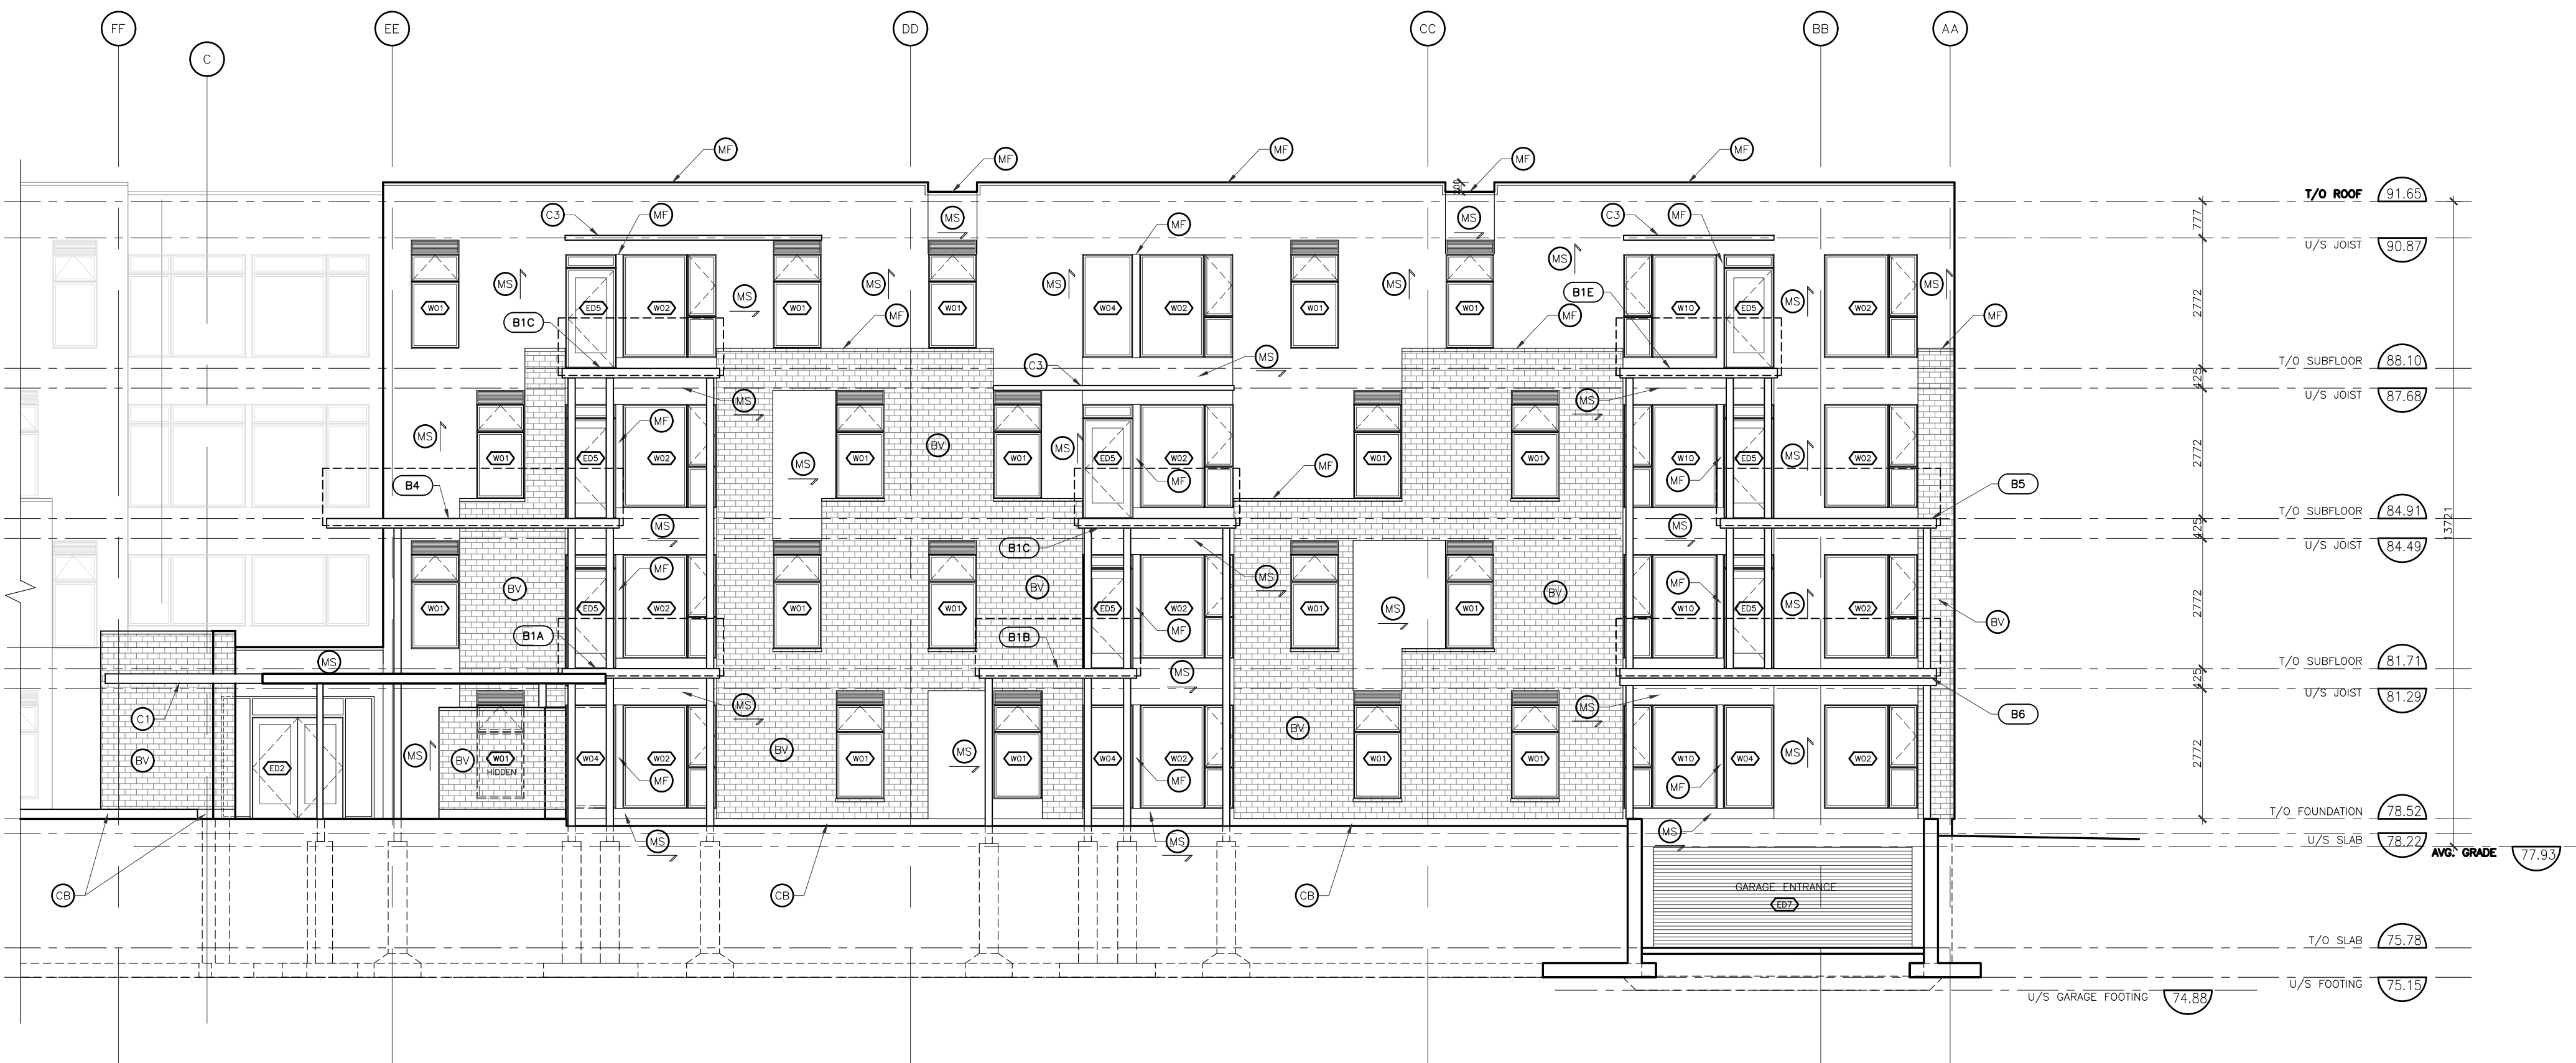 FF
C
EE
DD
CC
BB
AA
MF
MF
MF
MF
MF
T/O ROOF 91.65
C3
MF
MS
MF
MS
C3
MF
777
U/S JOIST 90.87
MS
MS
MS
MS
MS
MS
MS
MS
MS
B1C
B1E
W01
ED5
W02
W01
W01
W04
W02
W01
W01
W10
ED5
W02
2772
MF
MF
MF
T/O SUBFLOOR 88.10
MS
C3
425
U/S JOIST 87.68
MS
MS
MS
MF
BV
MS
MS
W01
ED5
W02
MS
W01
W01
ED5
W02
MF
W01
W01
W10
ED5
W02
2772
MF
MF
B4
B5
T/O SUBFLOOR 84.91
MS
MS
425
13721
B1C
U/S JOIST 84.49
MF
MS
MF
BV
BV
BV
W01
ED5
W02
W01
W01
ED5
W02
W01
MS
W01
W10
ED5
MS
W02
2772
BV
B1A
B1B
MF
MS
MS
T/O SUBFLOOR 81.71
425
U/S JOIST 81.29
C1
MS
MS
B6
BV
BV
MS
BV
MS
BV
W01
HIDDEN
W04
W02
W01
MS
W01
W04
W02
W01
W01
W10
W04
MS
W02
2772
ED2
MF
MF
MF
T/O FOUNDATION 78.52
MS
MS
MS
U/S SLAB 78.22
AVG. GRADE 77.93
CB
CB
CB
GARAGE ENTRANCE
ED7
T/O SLAB 75.78
U/S FOOTING 75.15
U/S GARAGE FOOTING 74.88